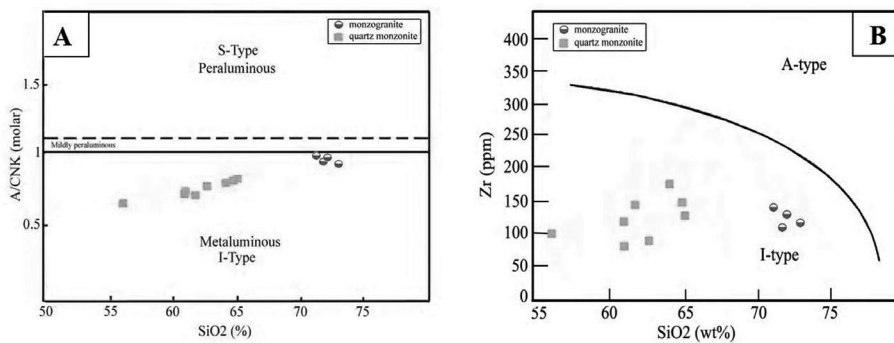 A
monzogranite
quartz monzonite
S-Type
Peraluminous
1.5
Mildly peraluminous
1
A/CNK (molar)
0.5
Metaluminous
I-Type
50
55
60
65
70
75
SiO2 (%)
B
monzogranite
quartz monzonite
400
350
300
250
200
150
100
50
0
Zr (ppm)
A-type
I-type
55
60
65
70
75
SiO2 (wt%)